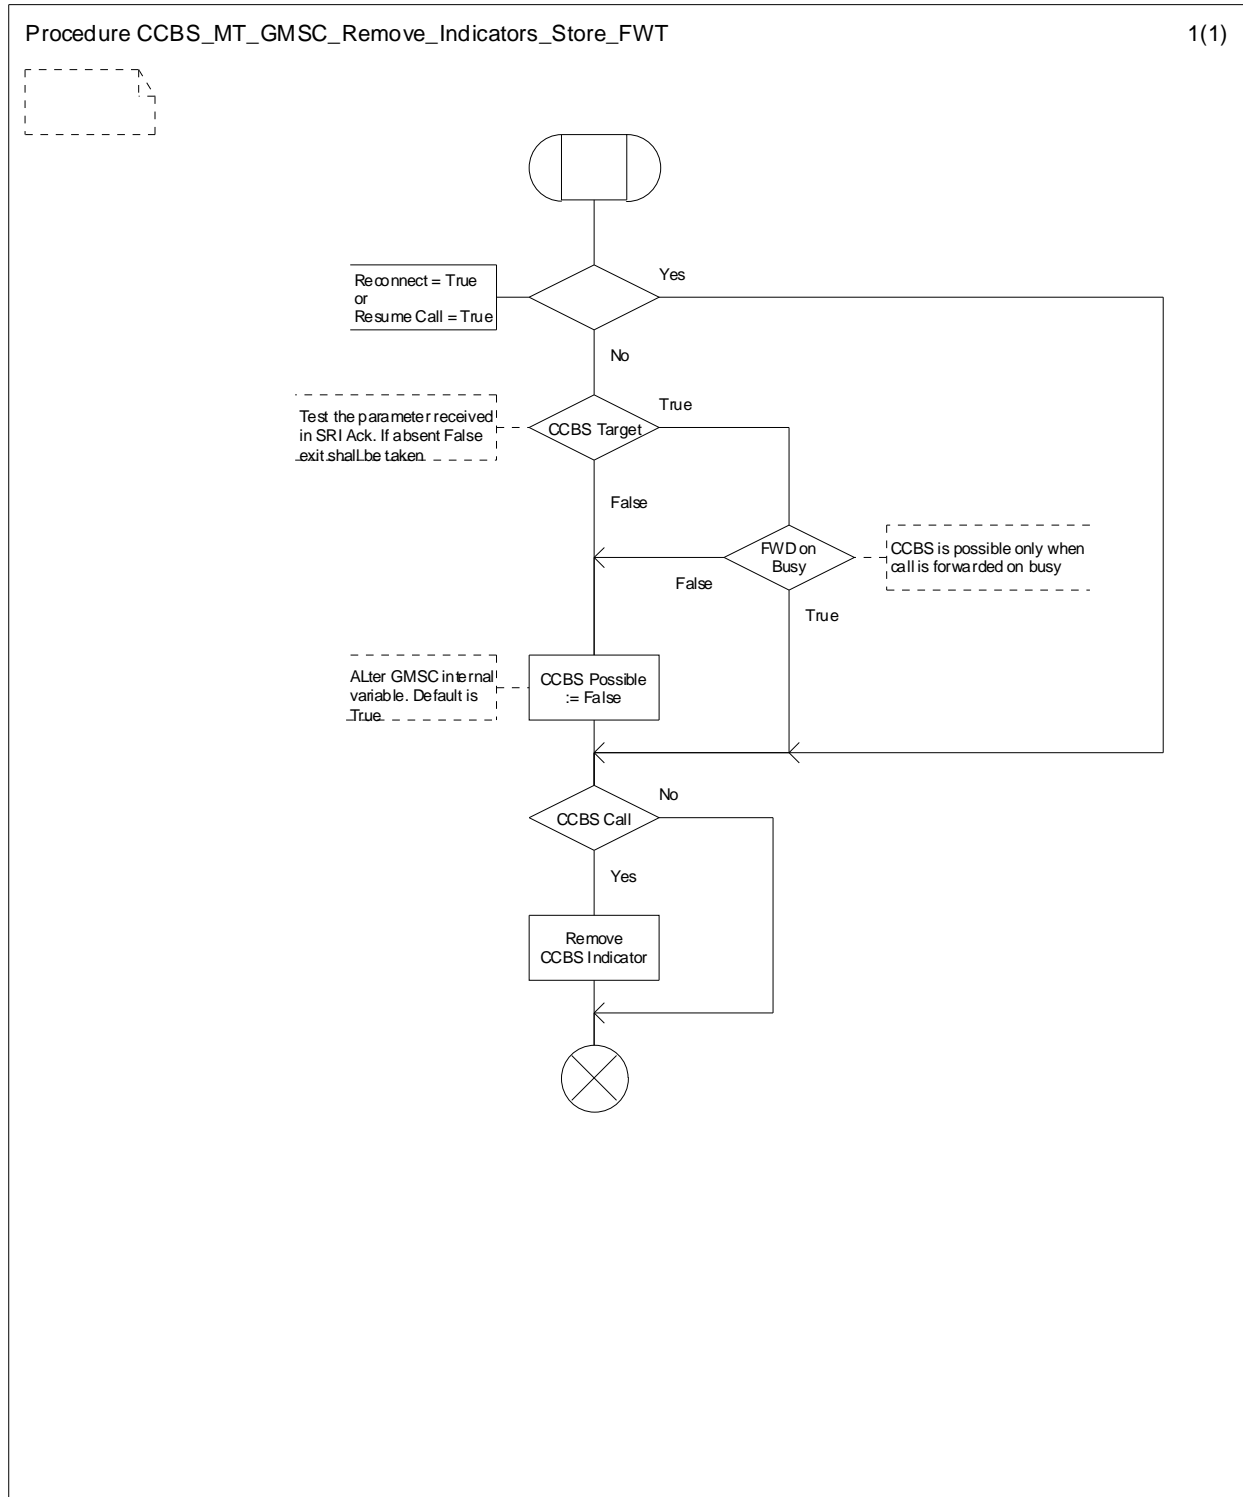 Procedure CCBS_MT_GMSC_Remove_Indicators_Store_FWT
1(1)
Reconnect = True
or
Resume Call = True
Yes
No
Test the parameter received
in SRI Ack. If absent False
exit shall be taken
CCBS Target
True
False
FWD on
Busy
CCBS is possible only when
call is forwarded on busy
False
True
ALter GMSC internal
variable. Default is
True
CCBS Possible
:= False
CCBS Call
No
Yes
Remove
CCBS Indicator